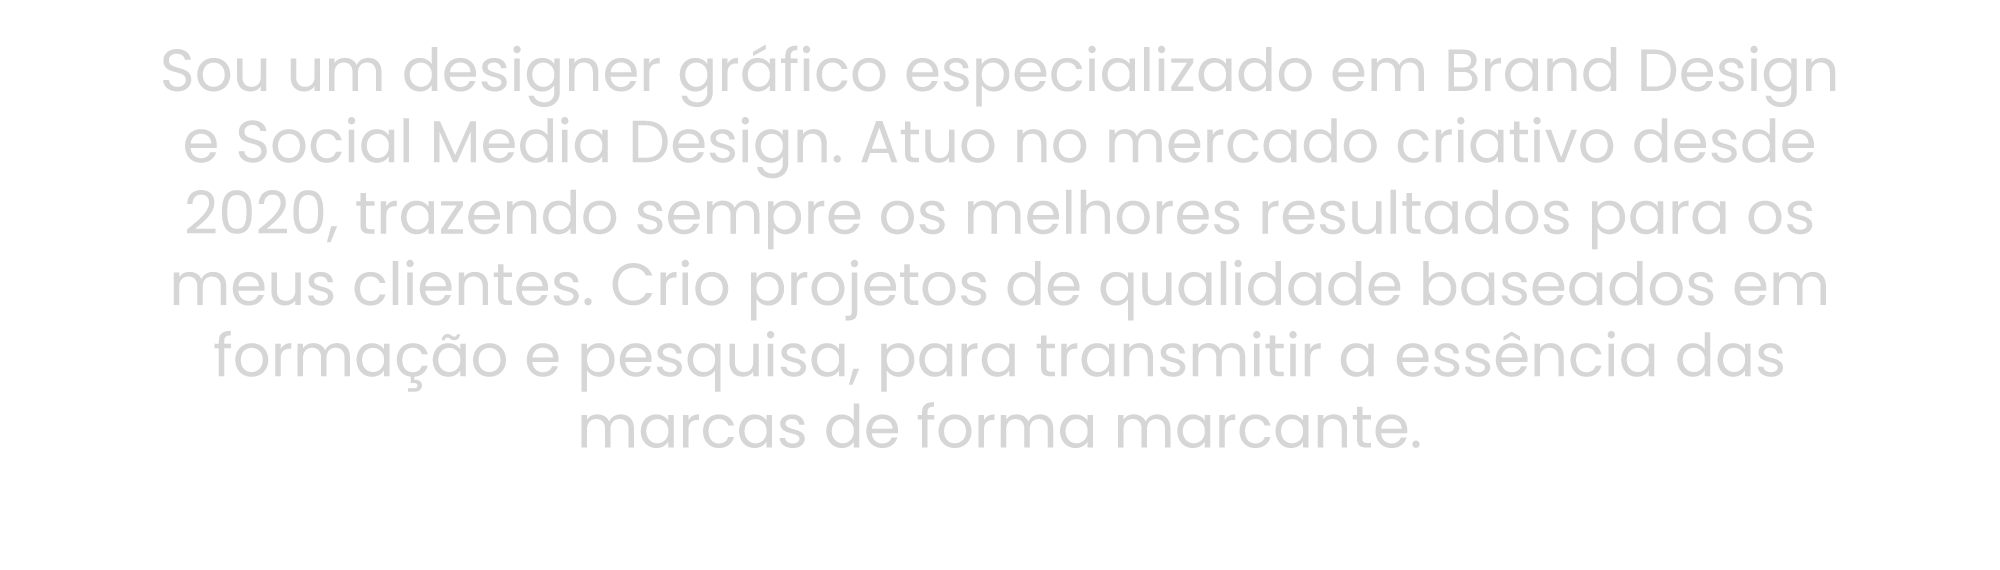 Sou um designer gráfico especializado em Brand Design
e Social Media Design. Atuo no mercado criativo desde
2020, trazendo sempre os melhores resultados para os
meus clientes. Crio projetos de qualidade baseados em
formação e pesquisa, para transmitir a essência das
marcas de forma marcante.